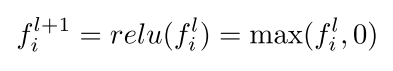 $f_i^{l+1} = relu(f_i^l) = \max(f_i^l, 0)$